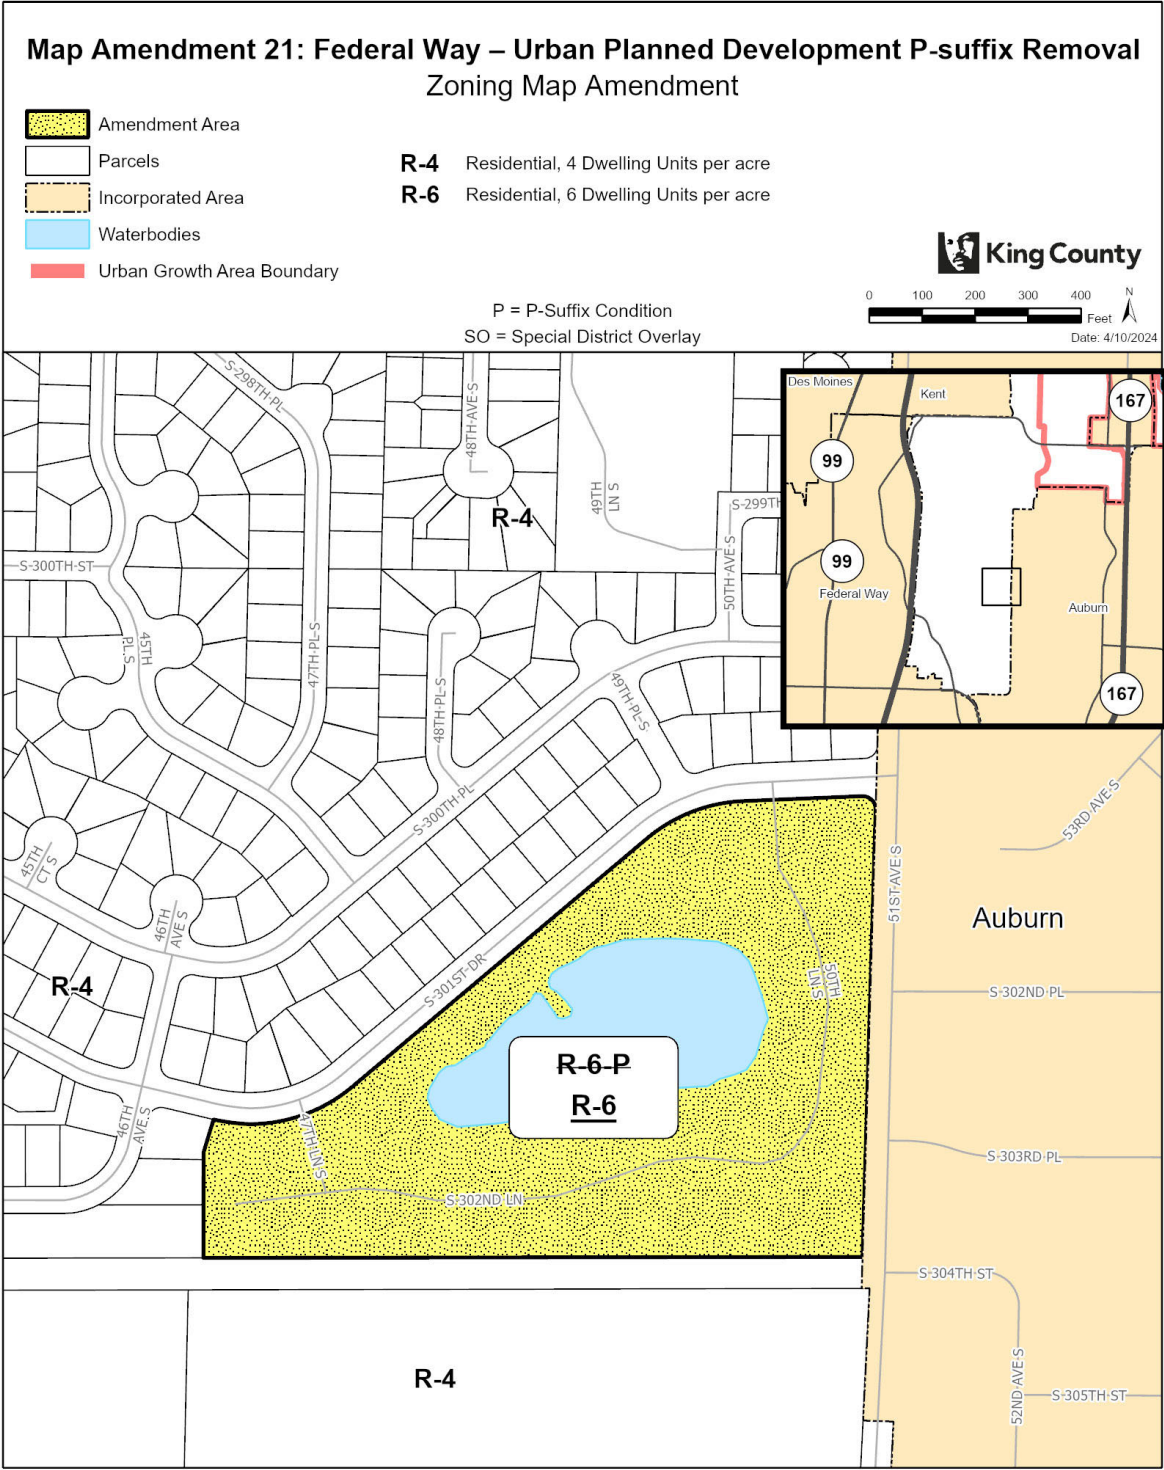 Map Amendment 21: Federal Way – Urban Planned Development P-suffix Removal
Zoning Map Amendment
Amendment Area
Parcels
Incorporated Area
Waterbodies
Urban Growth Area Boundary
R-4 Residential, 4 Dwelling Units per acre
R-6 Residential, 6 Dwelling Units per acre
P = P-Suffix Condition
SO = Special District Overlay
King County
0 100 200 300 400
Feet
N
Date: 4/10/2024
Des Moines
Kent
167
99
99
Federal Way
Auburn
167
S 298TH PL
48TH AVE S
49TH
LN S
S 299TH
R-4
50TH AVE S
S 300TH ST
45TH
PL S
47TH PL S
48TH PL S
49TH PL S
S 300TH PL
45TH
CT S
46TH
AVE S
R-4
S 301ST DR
51ST AVE S
53RD AVE S
Auburn
50TH
LN S
S 302ND PL
R-6-P
R-6
46TH
AVE S
47TH LN S
S 302ND LN
S 303RD PL
S 304TH ST
52ND AVE S
S 305TH ST
R-4